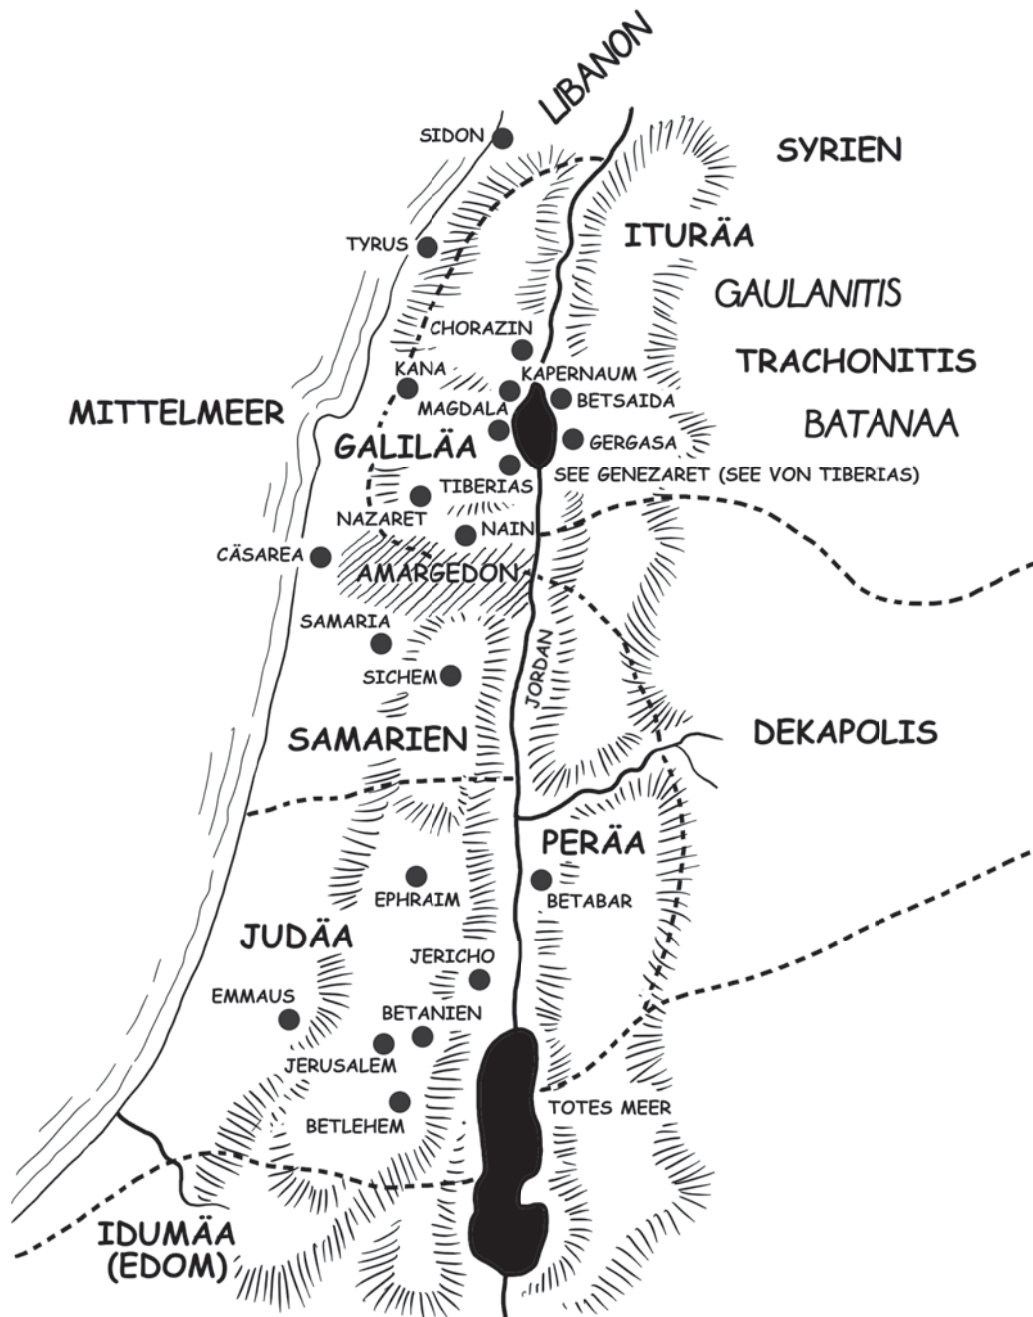 LIBANON
SIDON
SYRIEN
ITURÄA
TYRUS
GAULANITIS
CHORAZIN
TRACHONITIS
KANA
KAPERNAUM
MITTELMEER
MAGDALA
BETSAIDA
BATANAA
GALILÄA
GERGASA
TIBERIAS
SEE GENEZARET (SEE VON TIBERIAS)
NAZARET
NAIN
CÄSAREA
AMARGEDON
SAMARIA
JORDAN
SICHEM
SAMARIEN
DEKAPOLIS
PERÄA
EPHRAIM
BETABAR
JUDÄA
JERICHO
EMMAUS
BETANIEN
JERUSALEM
TOTES MEER
BETLEHEM
IDUMÄA
(EDOM)